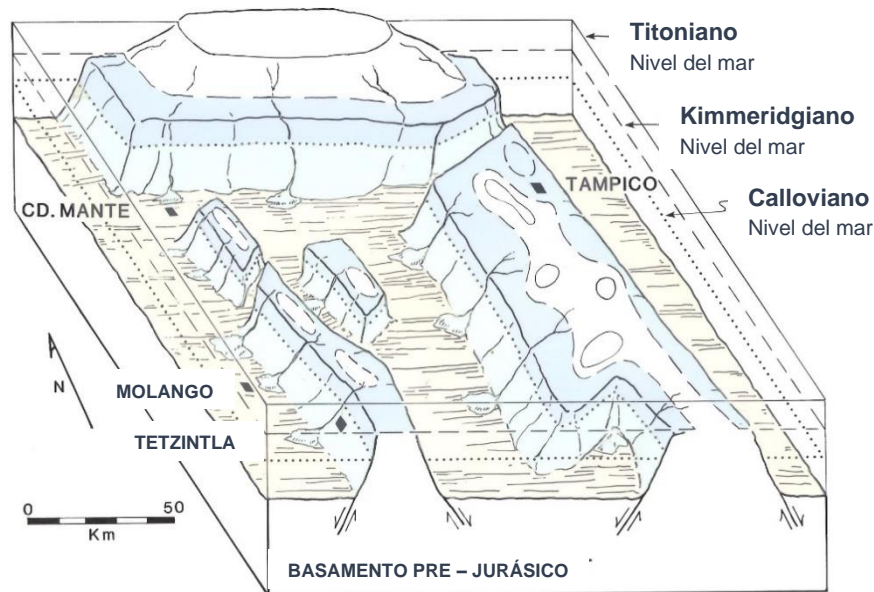 Titoniano
Nivel del mar
Kimmeridgiano
Nivel del mar
Calloviano
Nivel del mar
TAMPICO
CD. MANTE
N
MOLANGO
TETZINTLA
0 50
Km
BASAMENTO PRE – JURÁSICO